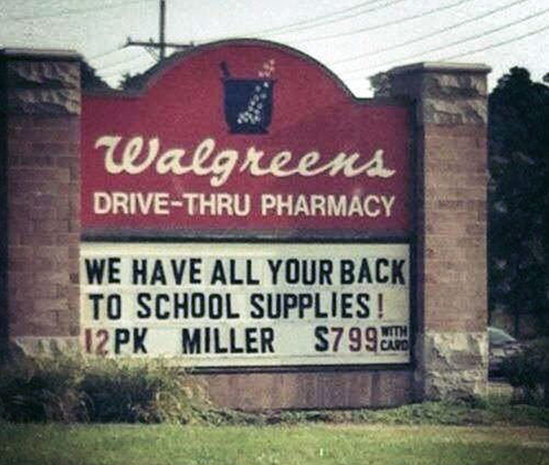 Walgreens
DRIVE-THRU PHARMACY
WE HAVE ALL YOUR BACK
TO SCHOOL SUPPLIES!
12PK MILLER $799 WITH CARD